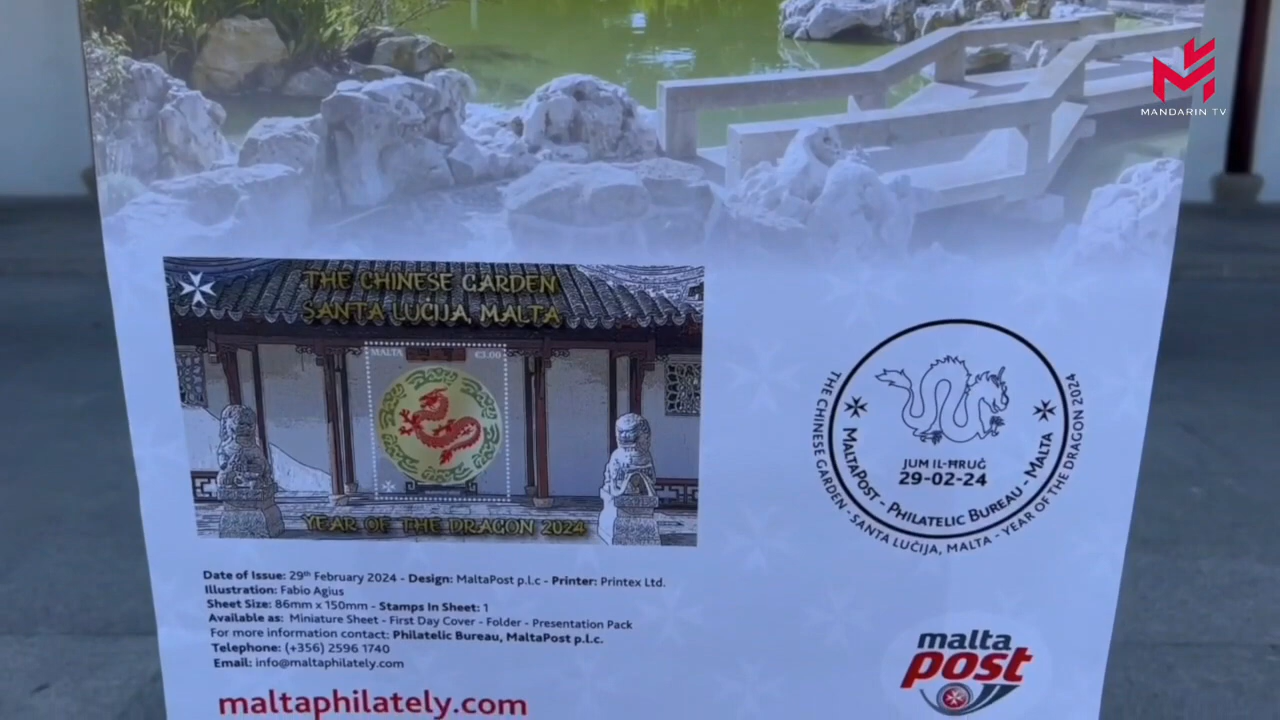 MANDARIN TV
THE CHINESE GARDEN
SANTA LUĊIJA, MALTA
MALTA
€3.00
YEAR OF THE DRAGON 2024
JUM IL-ĦRUĠ
29-02-24
MALTAPOST - PHILATELIC BUREAU - MALTA
THE CHINESE GARDEN - SANTA LUĊIJA, MALTA - YEAR OF THE DRAGON 2024
Date of Issue: 29th February 2024 - Design: MaltaPost p.l.c - Printer: Printex Ltd.
Illustration: Fabio Agius
Sheet Size: 86mm x 150mm - Stamps In Sheet: 1
Available as: Miniature Sheet - First Day Cover - Folder - Presentation Pack
For more information contact: Philatelic Bureau, MaltaPost p.l.c.
Telephone: (+356) 2596 1740
Email: info@maltaphilately.com
maltaphilately.com
malta
post